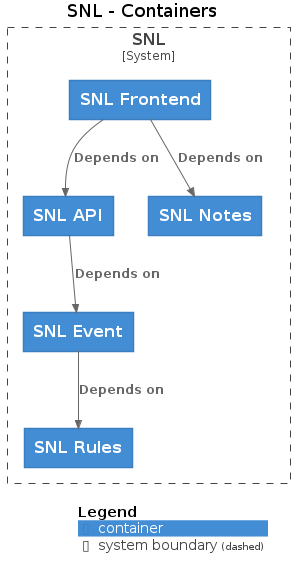 SNL - Containers
SNL
[System]
SNL Frontend
Depends on
Depends on
SNL API
SNL Notes
Depends on
SNL Event
Depends on
SNL Rules
Legend
container
system boundary (dashed)